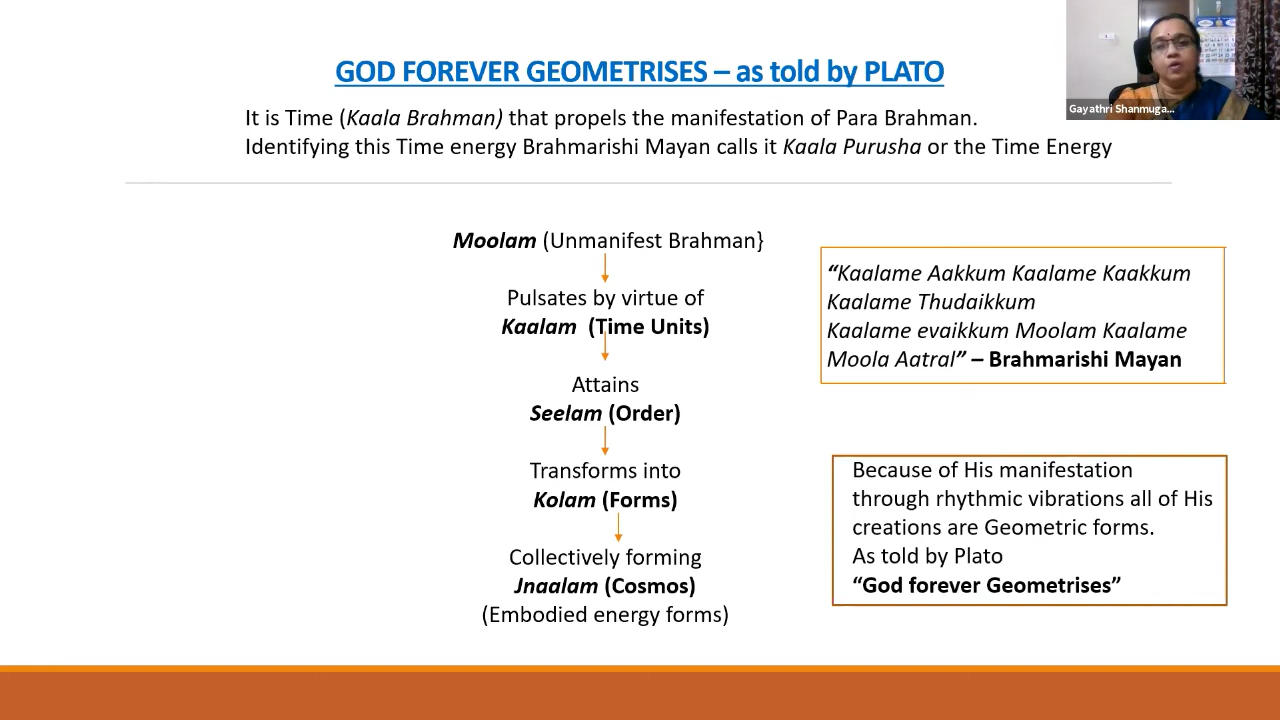 GOD FOREVER GEOMETRISES – as told by PLATO
It is Time (Kaala Brahman) that propels the manifestation of Para Brahman.
Identifying this Time energy Brahmarishi Mayan calls it Kaala Purusha or the Time Energy
Gayathri Shanmuga...
Moolam (Unmanifest Brahman}
Pulsates by virtue of
Kaalam (Time Units)
Attains
Seelam (Order)
Transforms into
Kolam (Forms)
Collectively forming
Jnaalam (Cosmos)
(Embodied energy forms)
“Kaalame Aakkum Kaalame Kaakkum
Kaalame Thudaikkum
Kaalame evaikkum Moolam Kaalame
Moola Aatral” – Brahmarishi Mayan
Because of His manifestation
through rhythmic vibrations all of His
creations are Geometric forms.
As told by Plato
“God forever Geometrises”